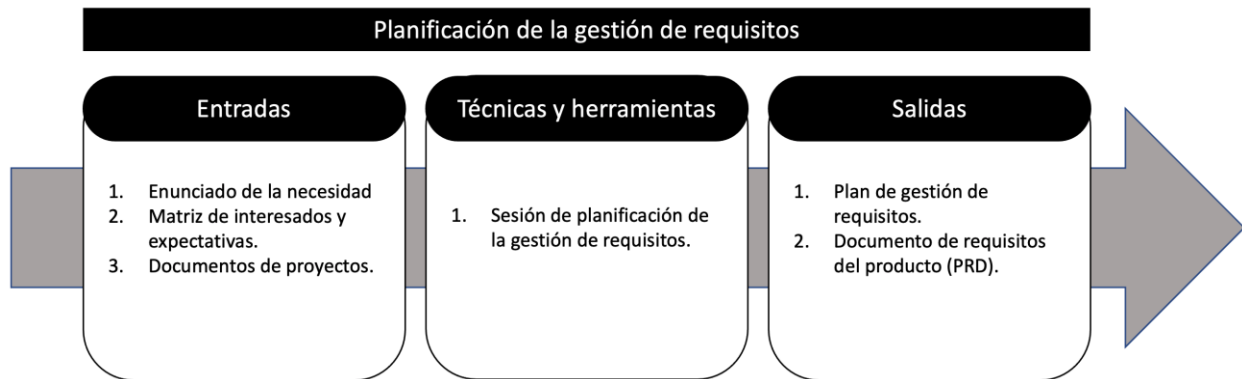 Planificación de la gestión de requisitos
Entradas
1. Enunciado de la necesidad
2. Matriz de interesados y
expectativas.
3. Documentos de proyectos.
Técnicas y herramientas
1. Sesión de planificación de
la gestión de requisitos.
Salidas
1. Plan de gestión de
requisitos.
2. Documento de requisitos
del producto (PRD).